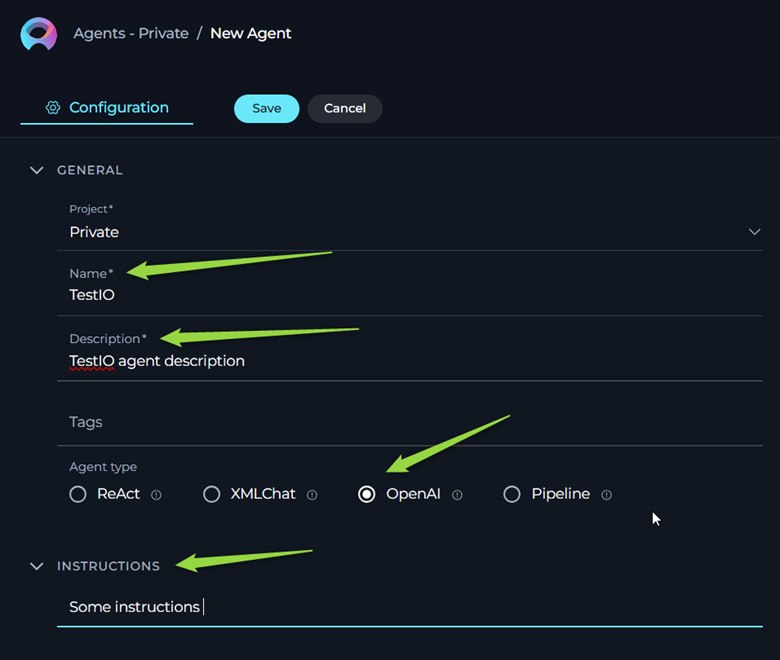 Agents - Private / New Agent
Configuration Save Cancel
GENERAL
Project*
Private
Name*
TestIO
Description*
TestIO agent description
Tags
Agent type
ReAct XMLChat OpenAI Pipeline
INSTRUCTIONS
Some instructions